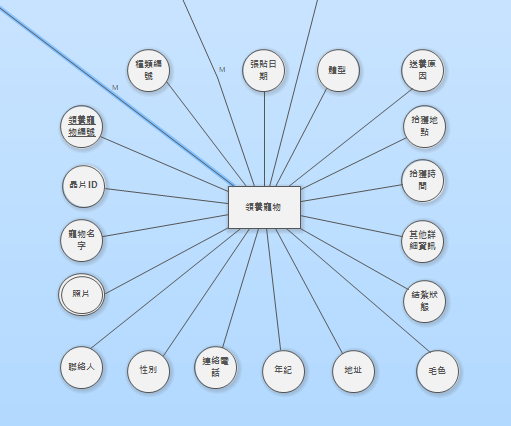 種類編
號
M
張貼日
期
體型
送養原
因
M
領養寵
物編號
拾獲地
點
晶片ID
拾獲時
間
領養寵物
寵物名
字
其他詳
細資訊
照片
結紮狀
態
聯絡人
性別
連絡電
話
年紀
地址
毛色